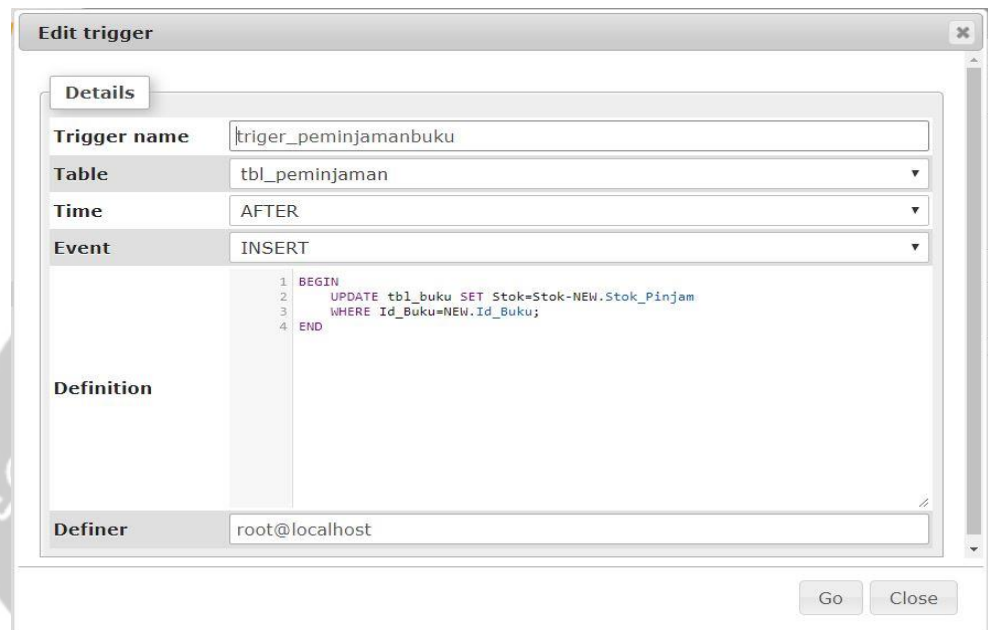 Edit trigger
Details
Trigger name triger_peminjamanbuku
Table tbl_peminjaman
Time AFTER
Event INSERT
Definition
1 BEGIN
2 UPDATE tbl_buku SET Stok=Stok-NEW.Stok_Pinjam
3 WHERE Id_Buku=NEW.Id_Buku;
4 END
Definer root@localhost
Go Close